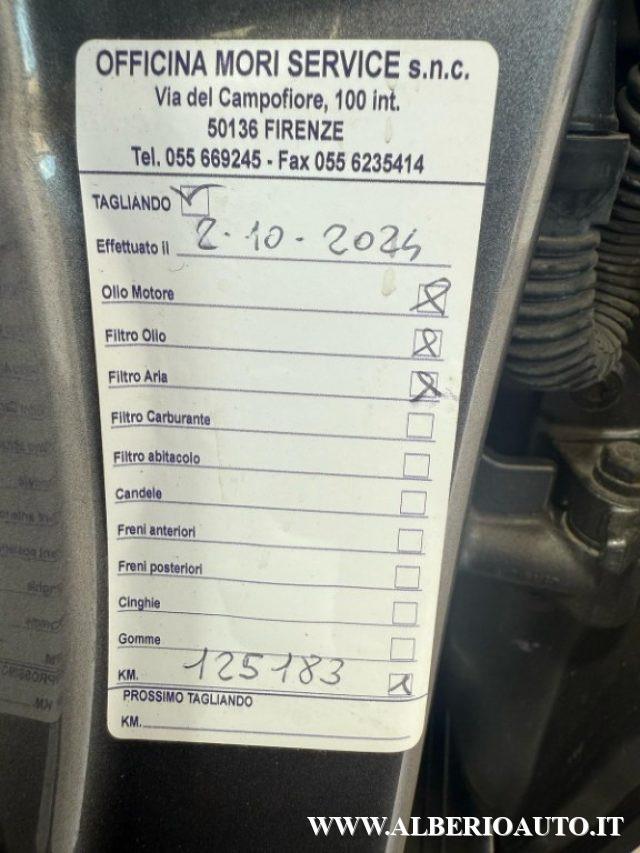 OFFICINA MORI SERVICE s.n.c.
Via del Campofiore, 100 int.
50136 FIRENZE
Tel. 055 669245 - Fax 055 6235414
TAGLIANDO
Effettuato il 2-10-2024
Olio Motore
Filtro Olio
Filtro Aria
Filtro Carburante
Filtro abitacolo
Candele
Freni anteriori
Freni posteriori
Cinghie
Gomme
KM. 125183
PROSSIMO TAGLIANDO
KM.
WWW.ALBERIOAUTO.IT